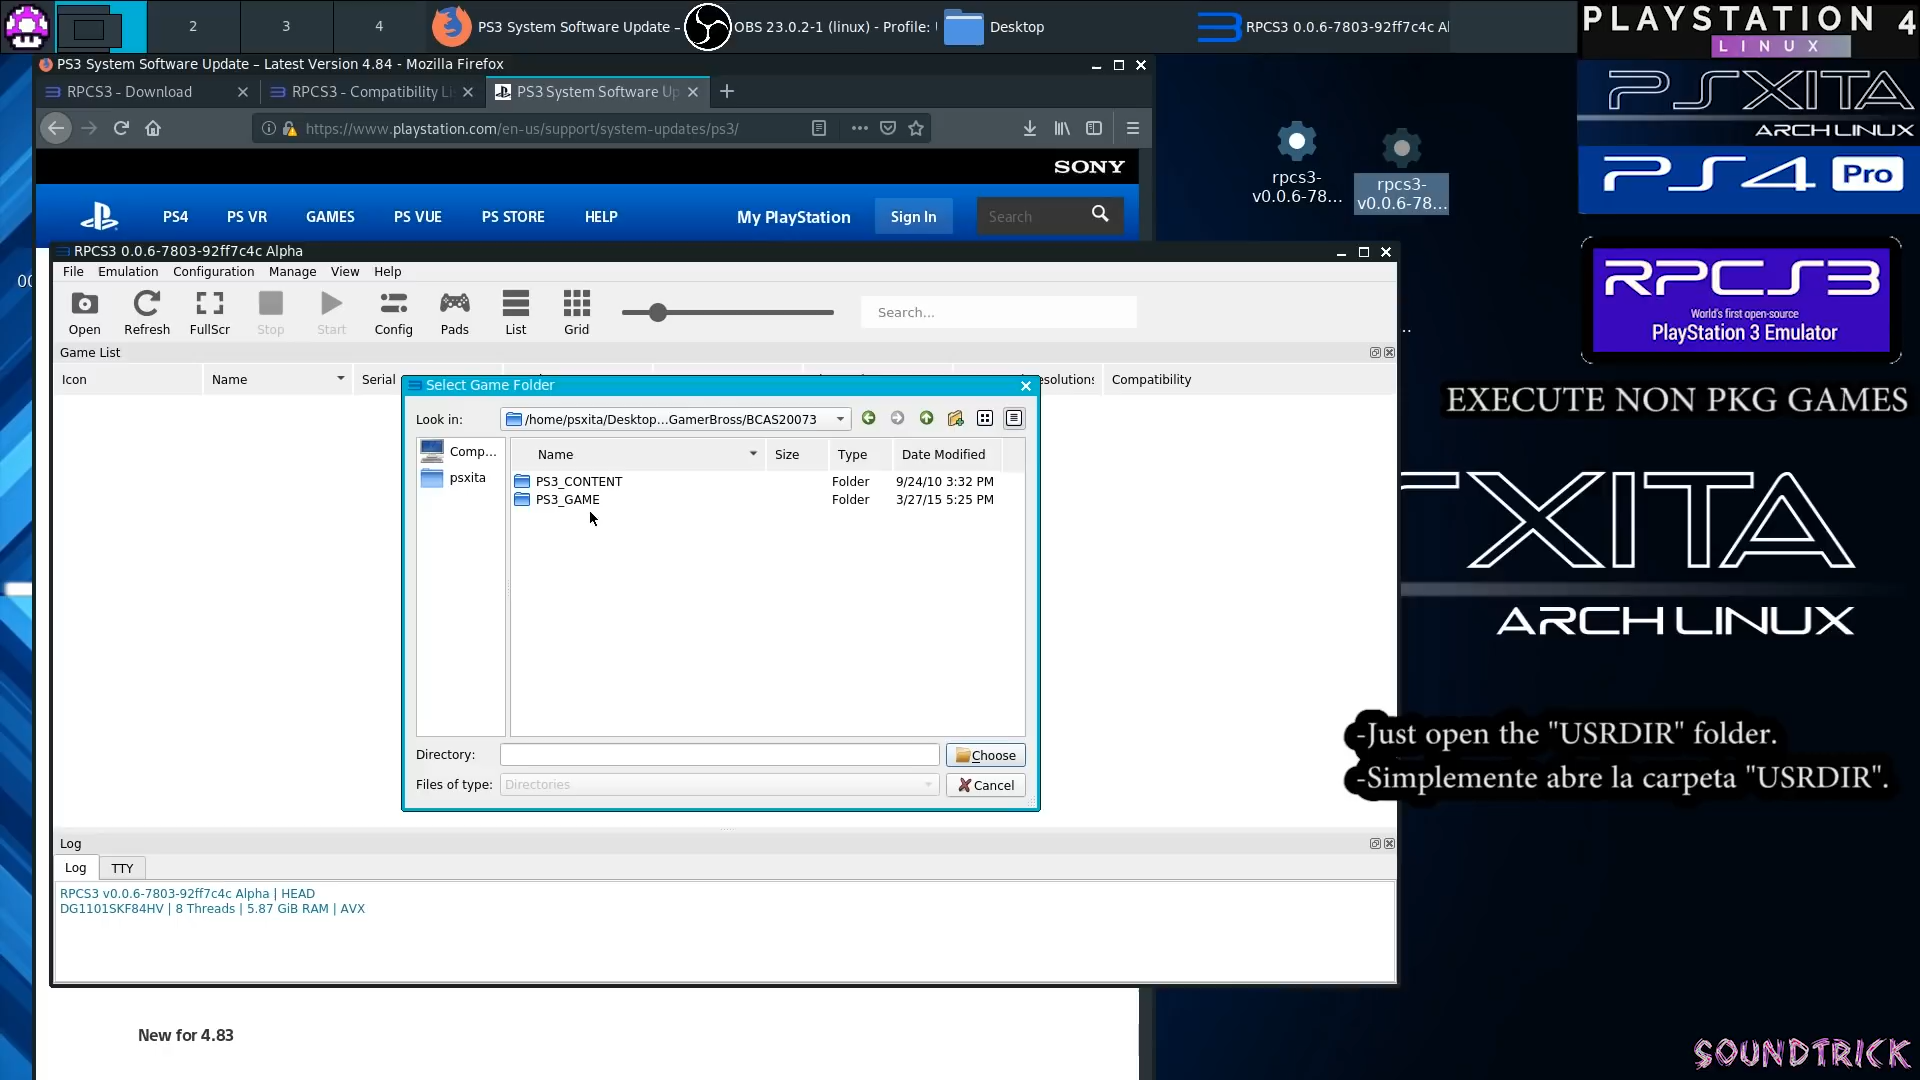 2
3
4
PS3 System Software Update –
OBS 23.0.2-1 (linux) - Profile:
Desktop
RPCS3 0.0.6-7803-92ff7c4c Al
PLAYSTATION 4
LINUX
PS3 System Software Update – Latest Version 4.84 - Mozilla Firefox
RPCS3 - Download
RPCS3 - Compatibility Li
PS3 System Software Up
https://www.playstation.com/en-us/support/system-updates/ps3/
SONY
PS4
PS VR
GAMES
PS VUE
PS STORE
HELP
My PlayStation
Sign In
Search
rpcs3-
v0.0.6-78...
rpcs3-
v0.0.6-78...
PSXITA
ARCH LINUX
PS4 Pro
RPCS3
World's first open-source
PlayStation 3 Emulator
EXECUTE NON PKG GAMES
RPCS3 0.0.6-7803-92ff7c4c Alpha
File
Emulation
Configuration
Manage
View
Help
Open
Refresh
FullScr
Stop
Start
Config
Pads
List
Grid
Search...
Game List
Icon
Name
Serial
esolutions
Compatibility
Select Game Folder
Look in:
/home/psxita/Desktop...GamerBross/BCAS20073
Comp...
psxita
Name
Size
Type
Date Modified
PS3_CONTENT
Folder
9/24/10 3:32 PM
PS3_GAME
Folder
3/27/15 5:25 PM
Directory:
Choose
Files of type:
Directories
Cancel
XITA
ARCH LINUX
-Just open the "USRDIR" folder.
-Simplemente abre la carpeta "USRDIR".
Log
Log
TTY
RPCS3 v0.0.6-7803-92ff7c4c Alpha | HEAD
DG1101SKF84HV | 8 Threads | 5.87 GiB RAM | AVX
New for 4.83
SOUNDTRICK